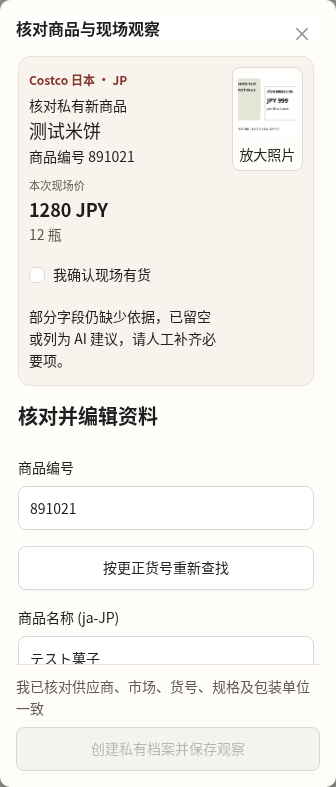 核对商品与现场观察
Costco 日本 · JP
核对私有新商品
测试米饼
商品编号 891021
本次现场价
1280 JPY
12 瓶
JPY 999
放大照片
我确认现场有货
部分字段仍缺少依据，已留空
或列为 AI 建议，请人工补齐必
要项。
核对并编辑资料
商品编号
891021
按更正货号重新查找
商品名称 (ja-JP)
テスト菓子
我已核对供应商、市场、货号、规格及包装单位
一致
创建私有档案并保存观察